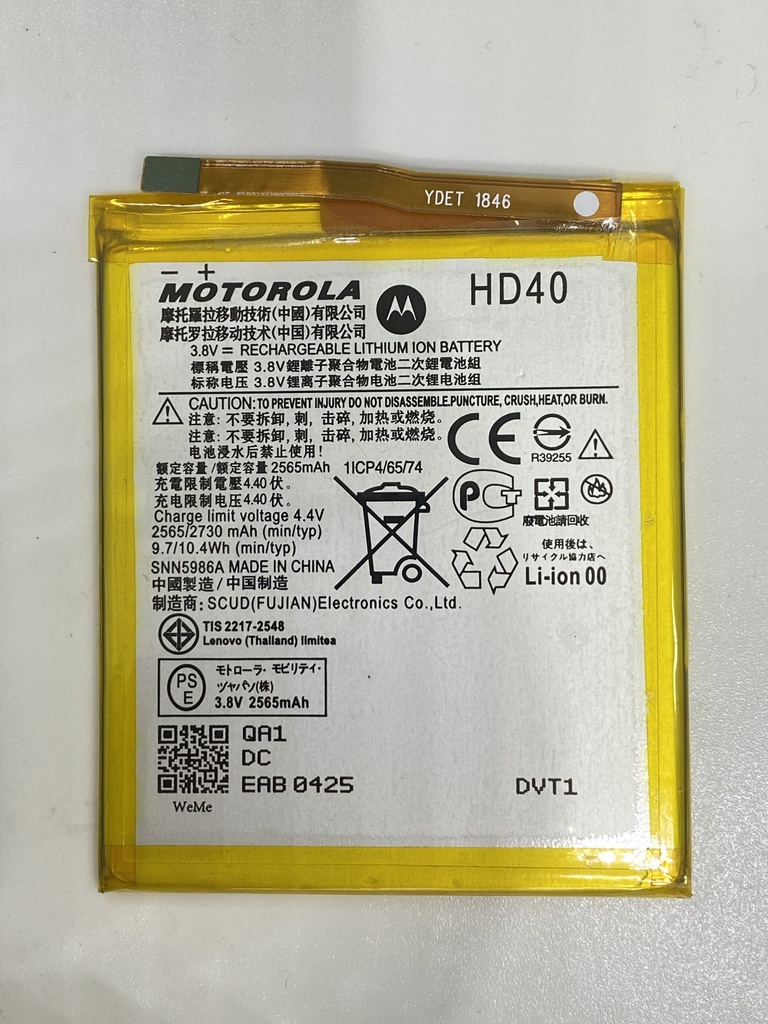 YDET 1846
− +
MOTOROLA
HD40
摩托羅拉移動技術(中國)有限公司
摩托罗拉移动技术(中国)有限公司
3.8V = RECHARGEABLE LITHIUM ION BATTERY
標稱電壓 3.8V鋰離子聚合物電池二次鋰電池組
标称电压 3.8V锂离子聚合物电池二次锂电池组
CAUTION: TO PREVENT INJURY DO NOT DISASSEMBLE.PUNCTURE, CRUSH,HEAT,OR BURN.
注意: 不要拆卸, 刺, 击碎, 加热或燃烧。
注意: 不要拆卸, 刺, 击碎, 加热或燃烧。
电池浸水后禁止使用!
CE
R39255
额定容量/额定容量 2565mAh 1ICP4/65/74
充電限制電壓 4.40 伏。
充电限制电压 4.40 伏。
Charge limit voltage 4.4V
2565/2730 mAh (min/typ)
9.7/10.4Wh (min/typ)
廢電池請回收
SNN5986A MADE IN CHINA
中國製造 / 中国制造
制造商: SCUD(FUJIAN)Electronics Co.,Ltd.
使用後は、
リサイクル協力店へ
Li-ion 00
TIS 2217-2548
Lenovo (Thailand) limitea
PS
E
モトローラ・モビリティ・
ヅャパソ(株)
3.8V 2565mAh
QA1
DC
EAB 0425
DVT1
WeMe